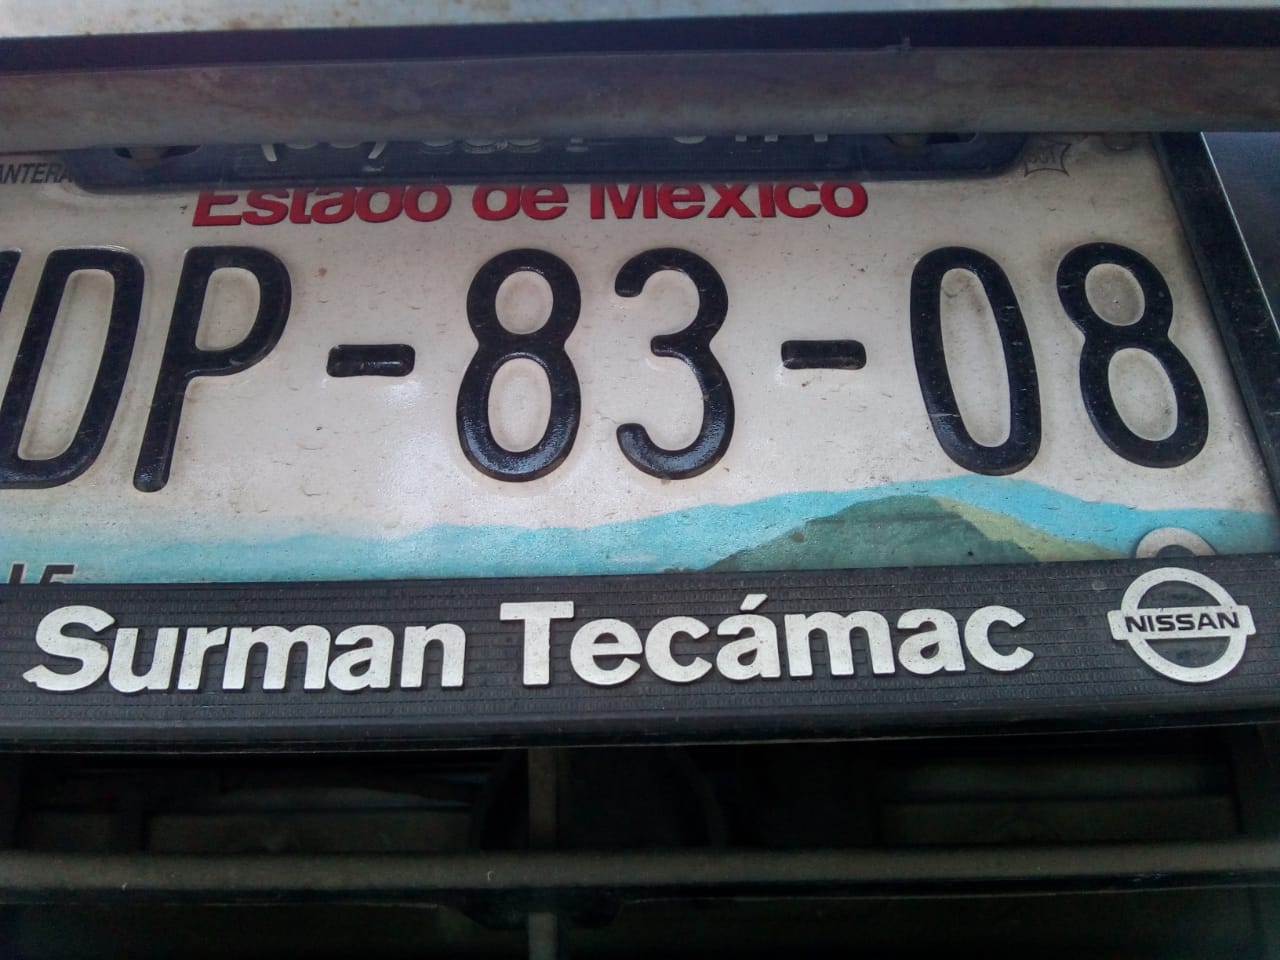 Estado de México
DP-83-08
Surman Tecámac
NISSAN